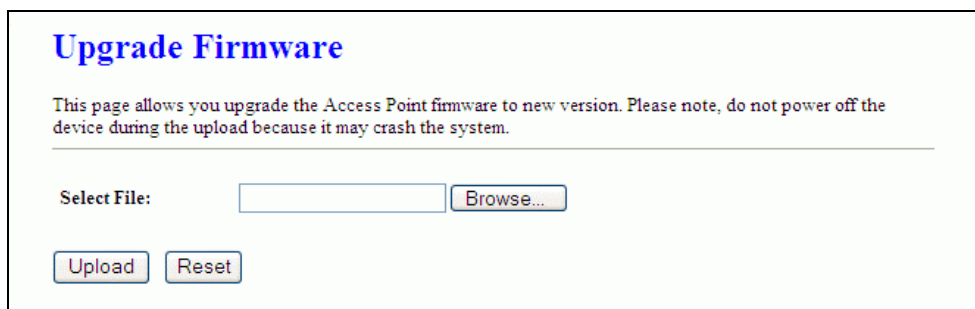 Upgrade Firmware
This page allows you upgrade the Access Point firmware to new version. Please note, do not power off the
device during the upload because it may crash the system.
Select File:
Browse...
Upload Reset